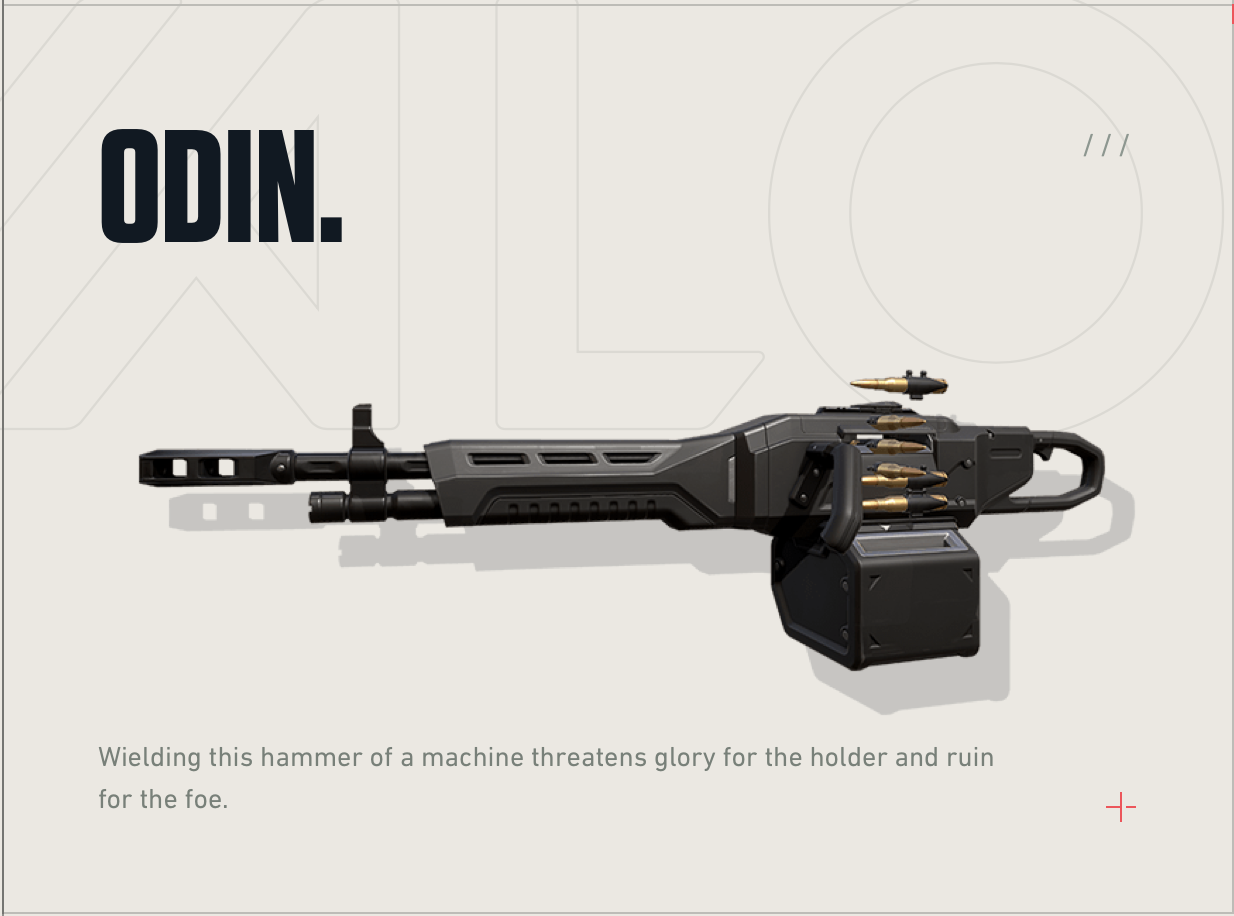 ODIN.
///
Wielding this hammer of a machine threatens glory for the holder and ruin
for the foe.